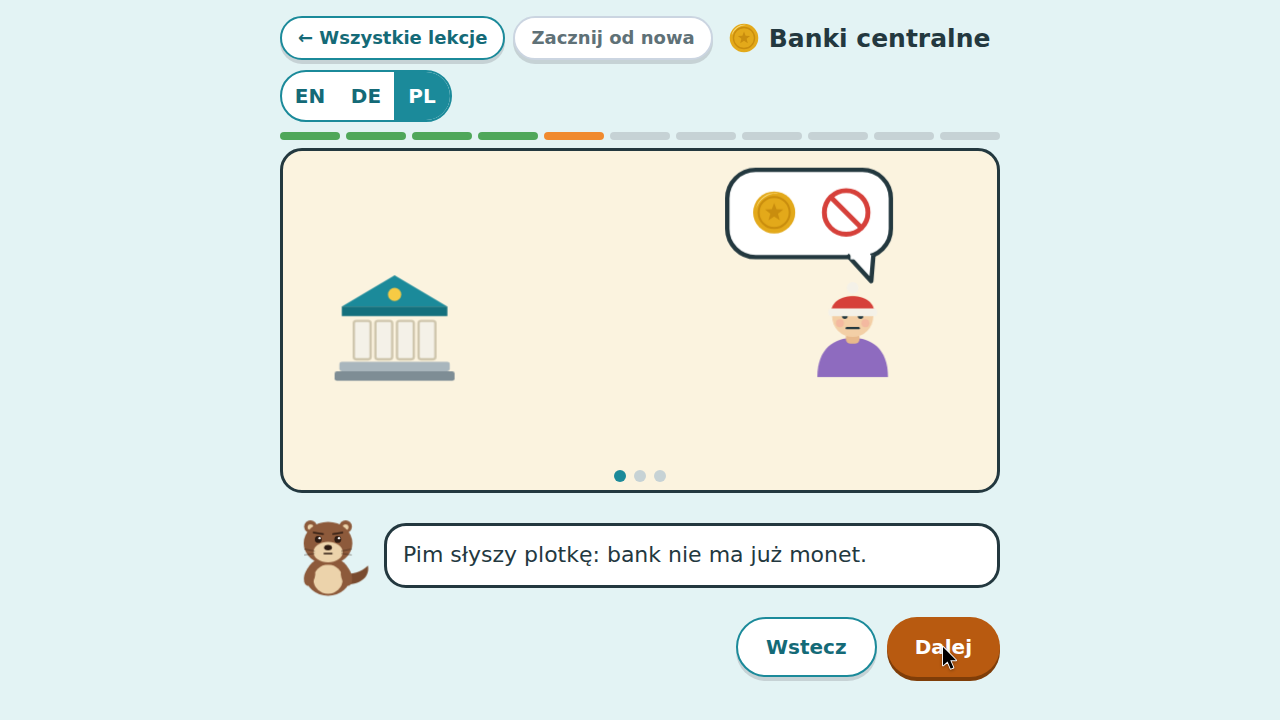 ← Wszystkie lekcje
Zacznij od nowa
Banki centralne
EN DE PL
Pim słyszy plotkę: bank nie ma już monet.
Wstecz
Dalej